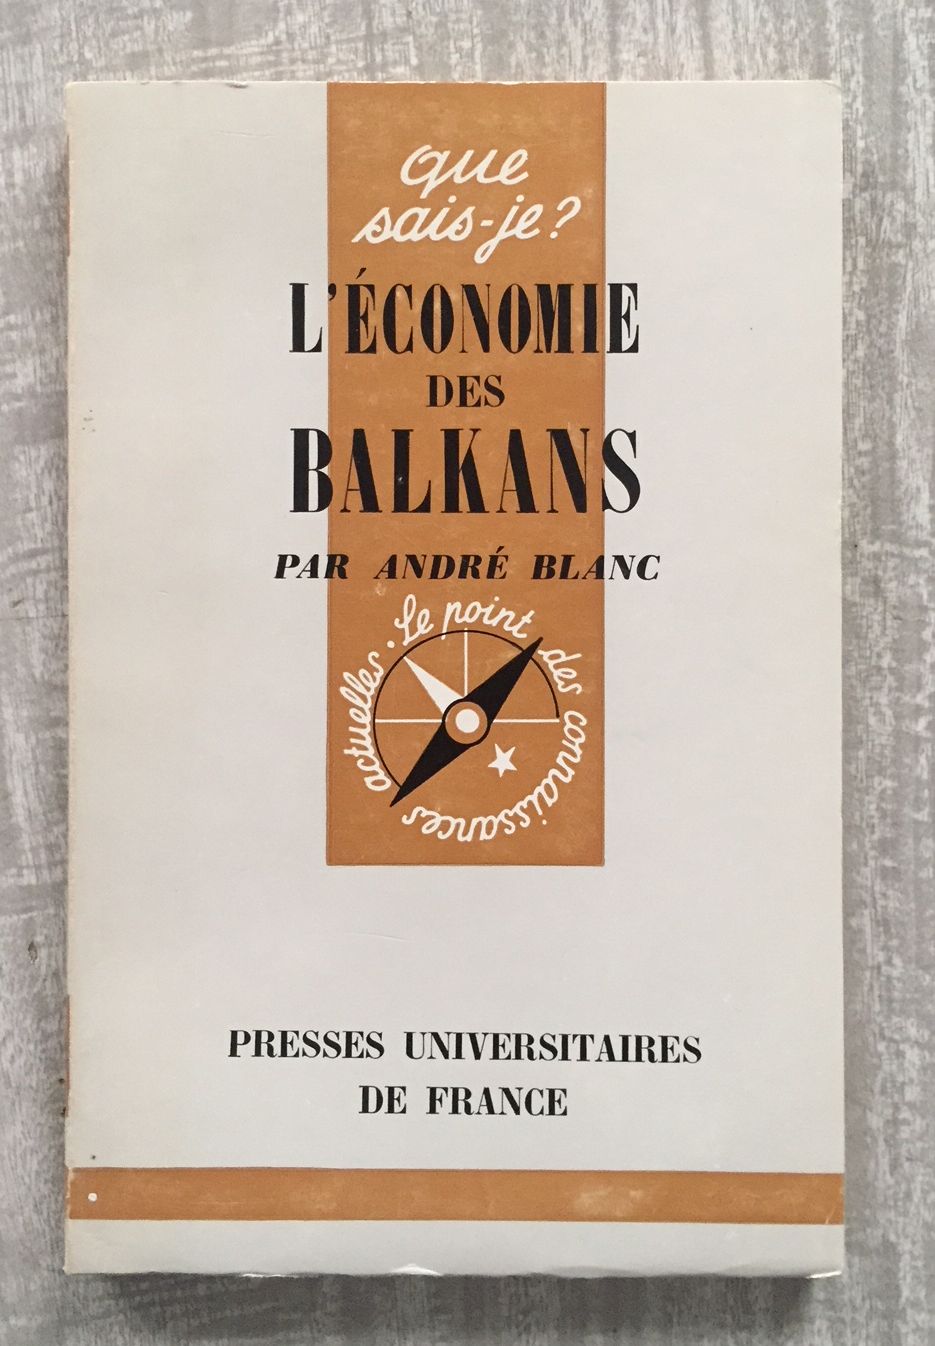 que
sais-je?
L'ÉCONOMIE
DES
BALKANS
PAR ANDRÉ BLANC
Le point des connaissances actuelles.
PRESSES UNIVERSITAIRES
DE FRANCE